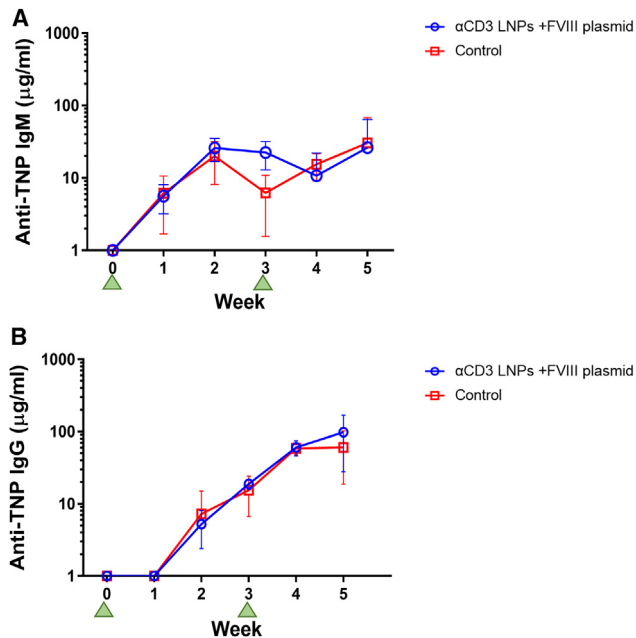 A
αCD3 LNPs +FVIII plasmid
Control
Anti-TNP IgM (μg/ml)
1000
100
10
1
0 1 2 3 4 5
Week
B
αCD3 LNPs +FVIII plasmid
Control
Anti-TNP IgG (μg/ml)
1000
100
10
1
0 1 2 3 4 5
Week